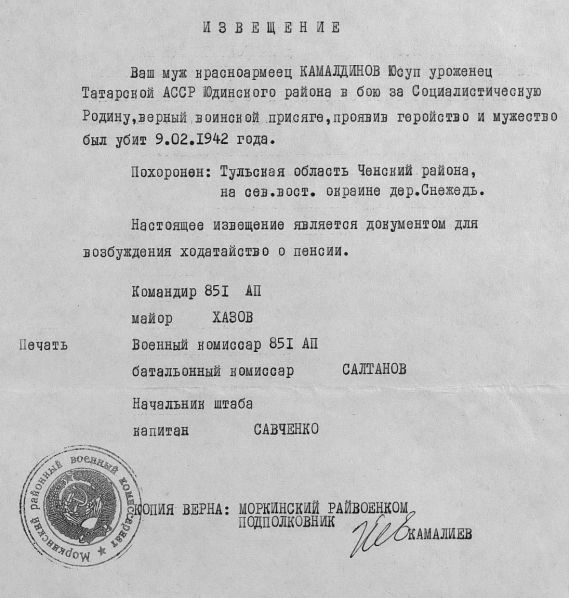 ИЗВЕЩЕНИЕ
Ваш муж красноармеец КАМАЛДИНОВ Юсуп уроженец
Татарской АССР Юдинского района в бою за Социалистическую
Родину,верный воинской присяге,проявив геройство и мужество
был убит 9.02.1942 года.
Похоронен: Тульская область Ченский района,
на сев.вост. окраине дер.Снежедь.
Настоящее извещение является документом для
возбуждения ходатайство о пенсии.
Командир 851 АП
майор ХАЗОВ
Печать Военный комиссар 851 АП
батальонный комиссар САЛТАНОВ
Начальник штаба
капитан САВЧЕНКО
Моркинский районный военный комиссариат
КОПИЯ ВЕРНА: МОРКИНСКИЙ РАЙВОЕНКОМ
ПОДПОЛКОВНИК
КАМАЛИЕВ